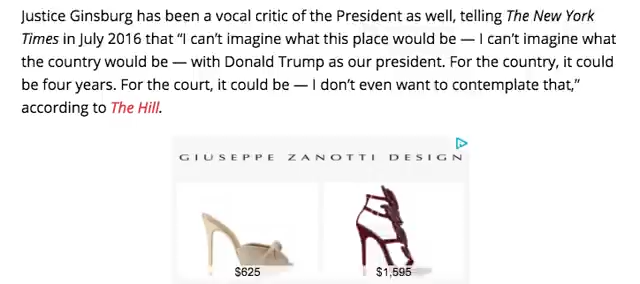 Justice Ginsburg has been a vocal critic of the President as well, telling The New York
Times in July 2016 that “I can’t imagine what this place would be — I can’t imagine what
the country would be — with Donald Trump as our president. For the country, it could
be four years. For the court, it could be — I don’t even want to contemplate that,”
according to The Hill.
GIUSEPPE ZANOTTI DESIGN
$625
$1,595